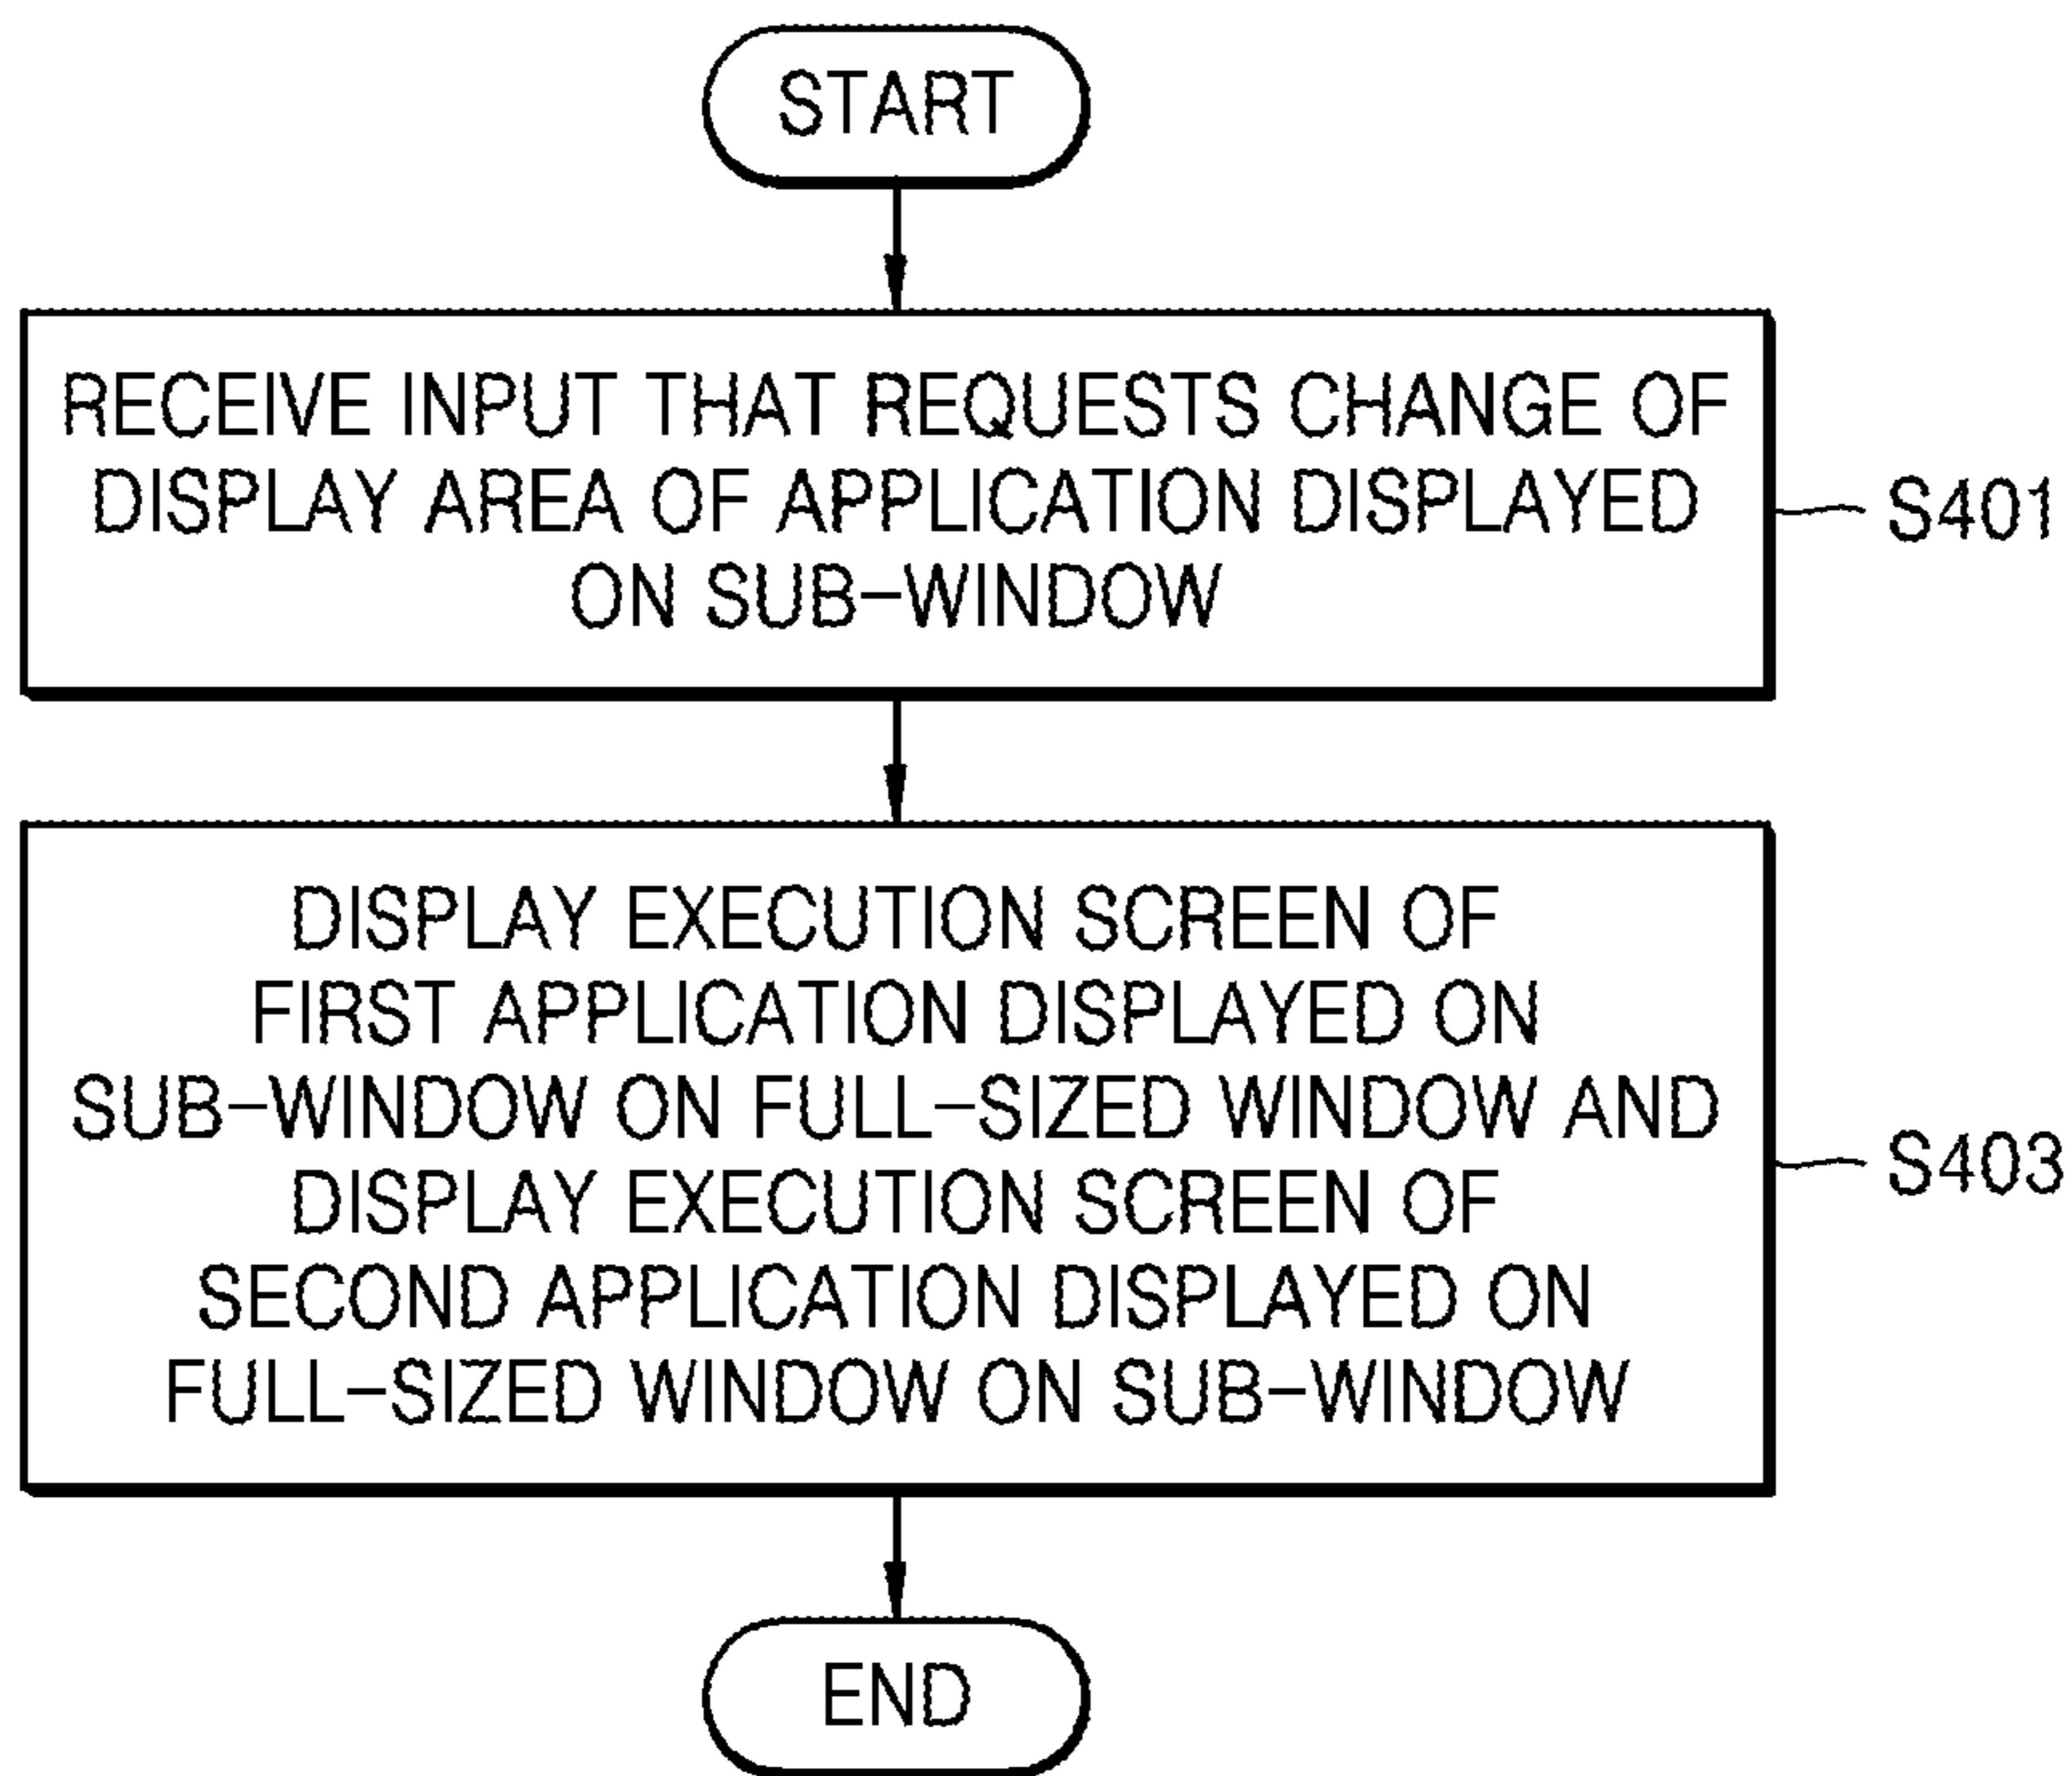 START
RECEIVE INPUT THAT REQUESTS CHANGE OF
DISPLAY AREA OF APPLICATION DISPLAYED
ON SUB-WINDOW
S401
DISPLAY EXECUTION SCREEN OF
FIRST APPLICATION DISPLAYED ON
SUB-WINDOW ON FULL-SIZED WINDOW AND
DISPLAY EXECUTION SCREEN OF
SECOND APPLICATION DISPLAYED ON
FULL-SIZED WINDOW ON SUB-WINDOW
S403
END